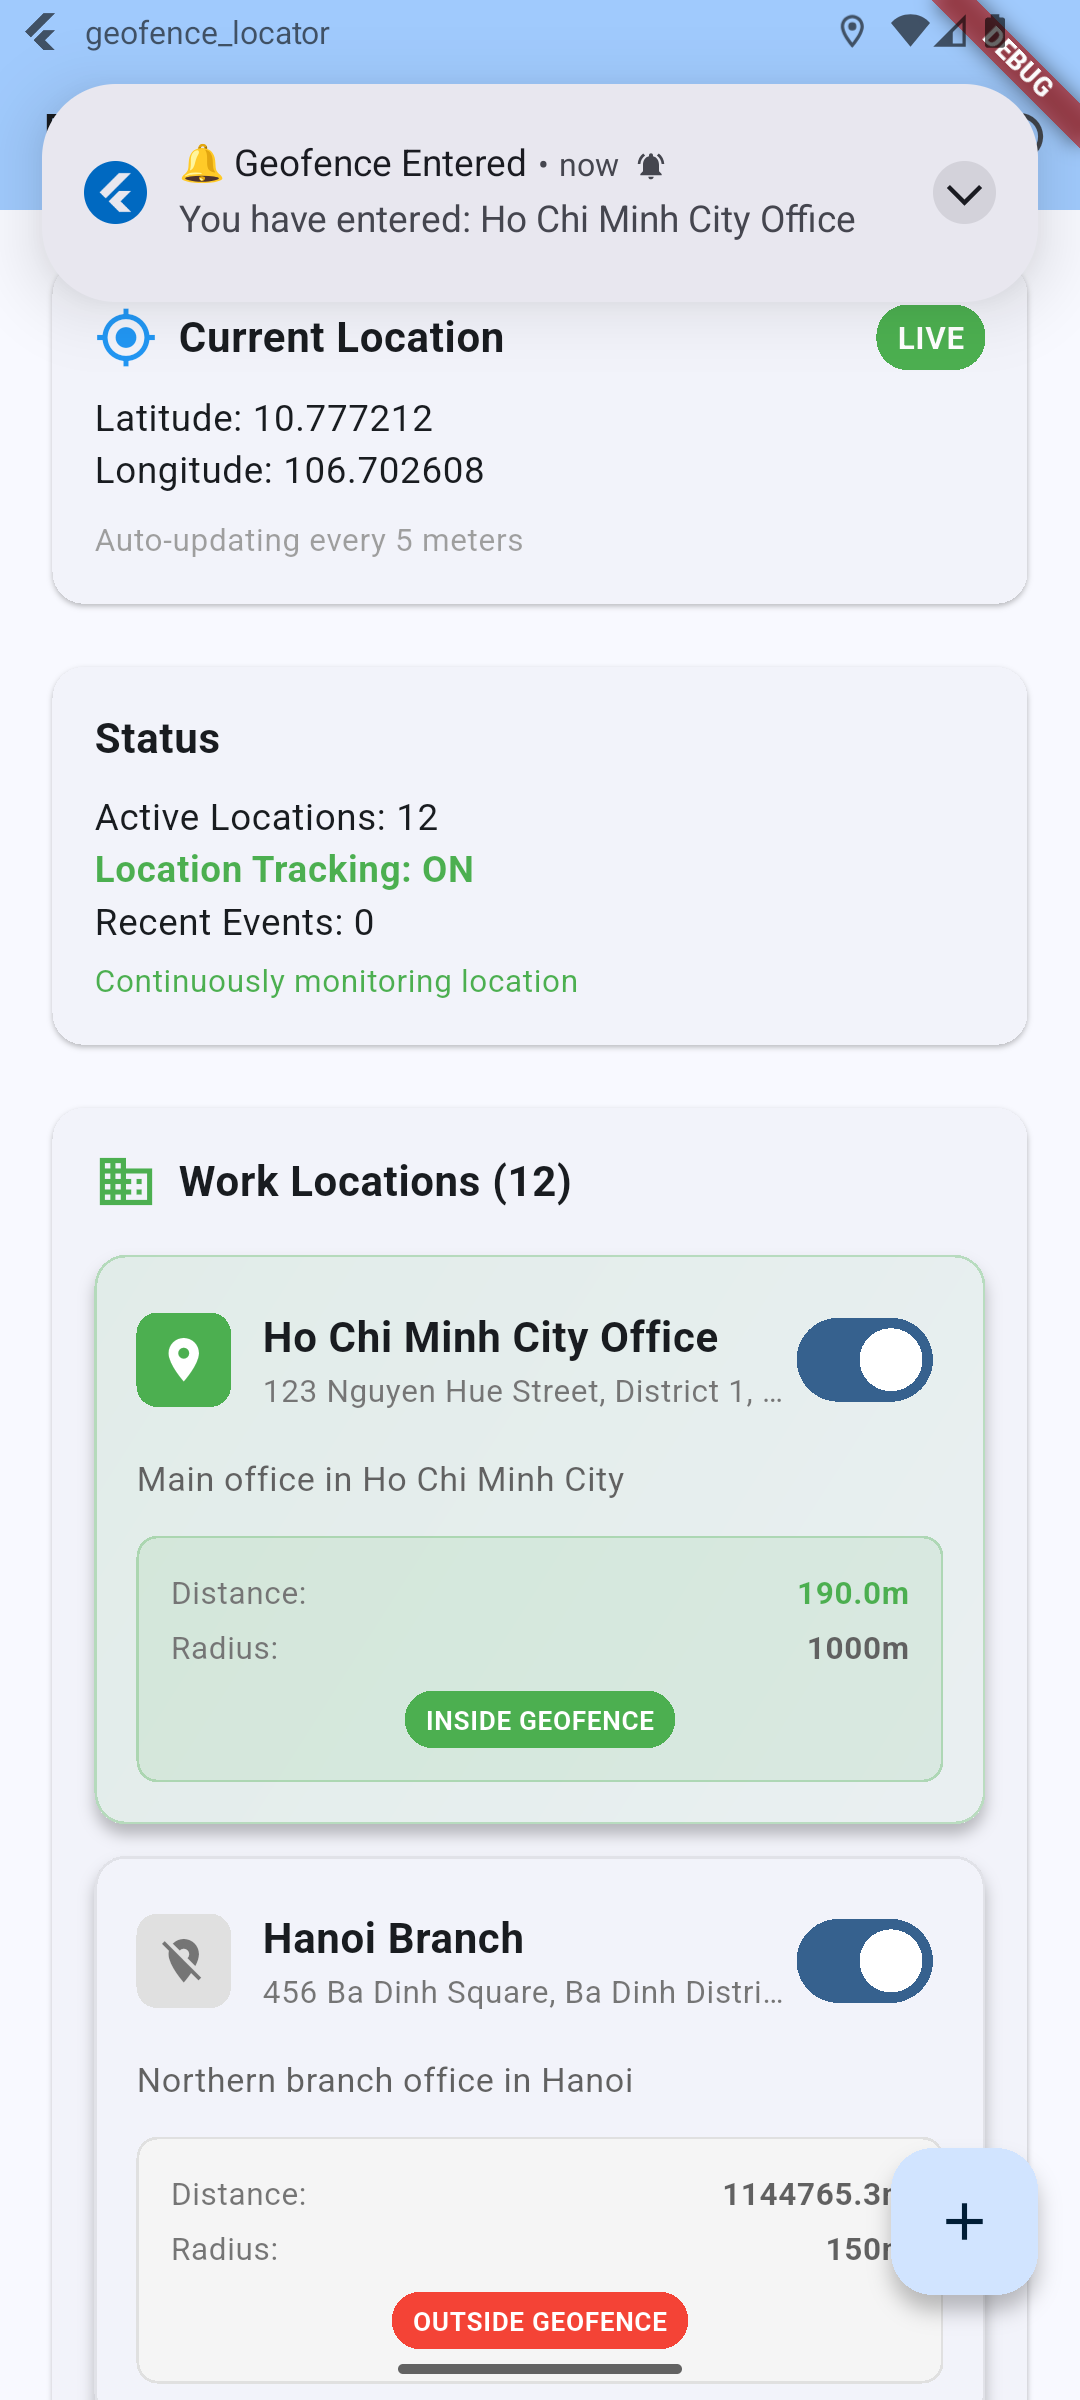 geofence_locator
DEBUG
🔔 Geofence Entered • now
You have entered: Ho Chi Minh City Office
Current Location
LIVE
Latitude: 10.777212
Longitude: 106.702608
Auto-updating every 5 meters
Status
Active Locations: 12
Location Tracking: ON
Recent Events: 0
Continuously monitoring location
Work Locations (12)
Ho Chi Minh City Office
123 Nguyen Hue Street, District 1, ...
Main office in Ho Chi Minh City
Distance: 190.0m
Radius: 1000m
INSIDE GEOFENCE
Hanoi Branch
456 Ba Dinh Square, Ba Dinh Distri...
Northern branch office in Hanoi
Distance: 1144765.3
Radius: 150
OUTSIDE GEOFENCE